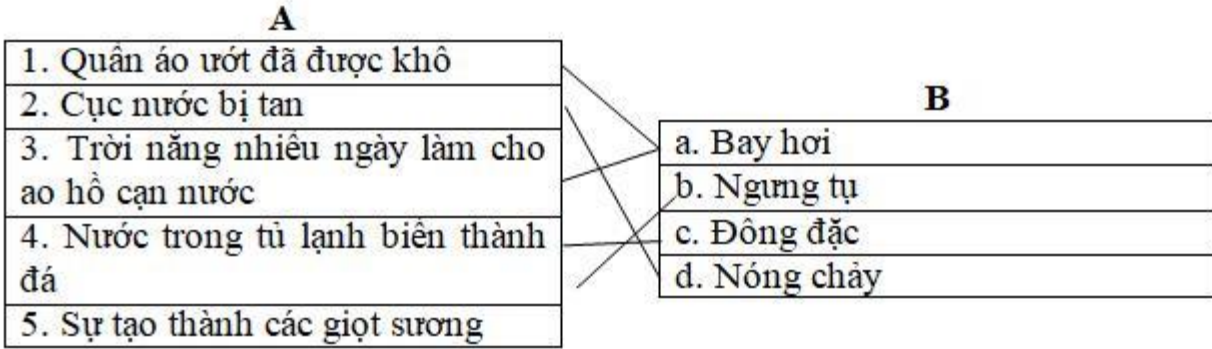 A
1. Quần áo ướt đã được khô
2. Cục nước bị tan
3. Trời nắng nhiều ngày làm cho
ao hồ cạn nước
4. Nước trong tủ lạnh biến thành
đá
5. Sự tạo thành các giọt sương
B
a. Bay hơi
b. Ngưng tụ
c. Đông đặc
d. Nóng chảy